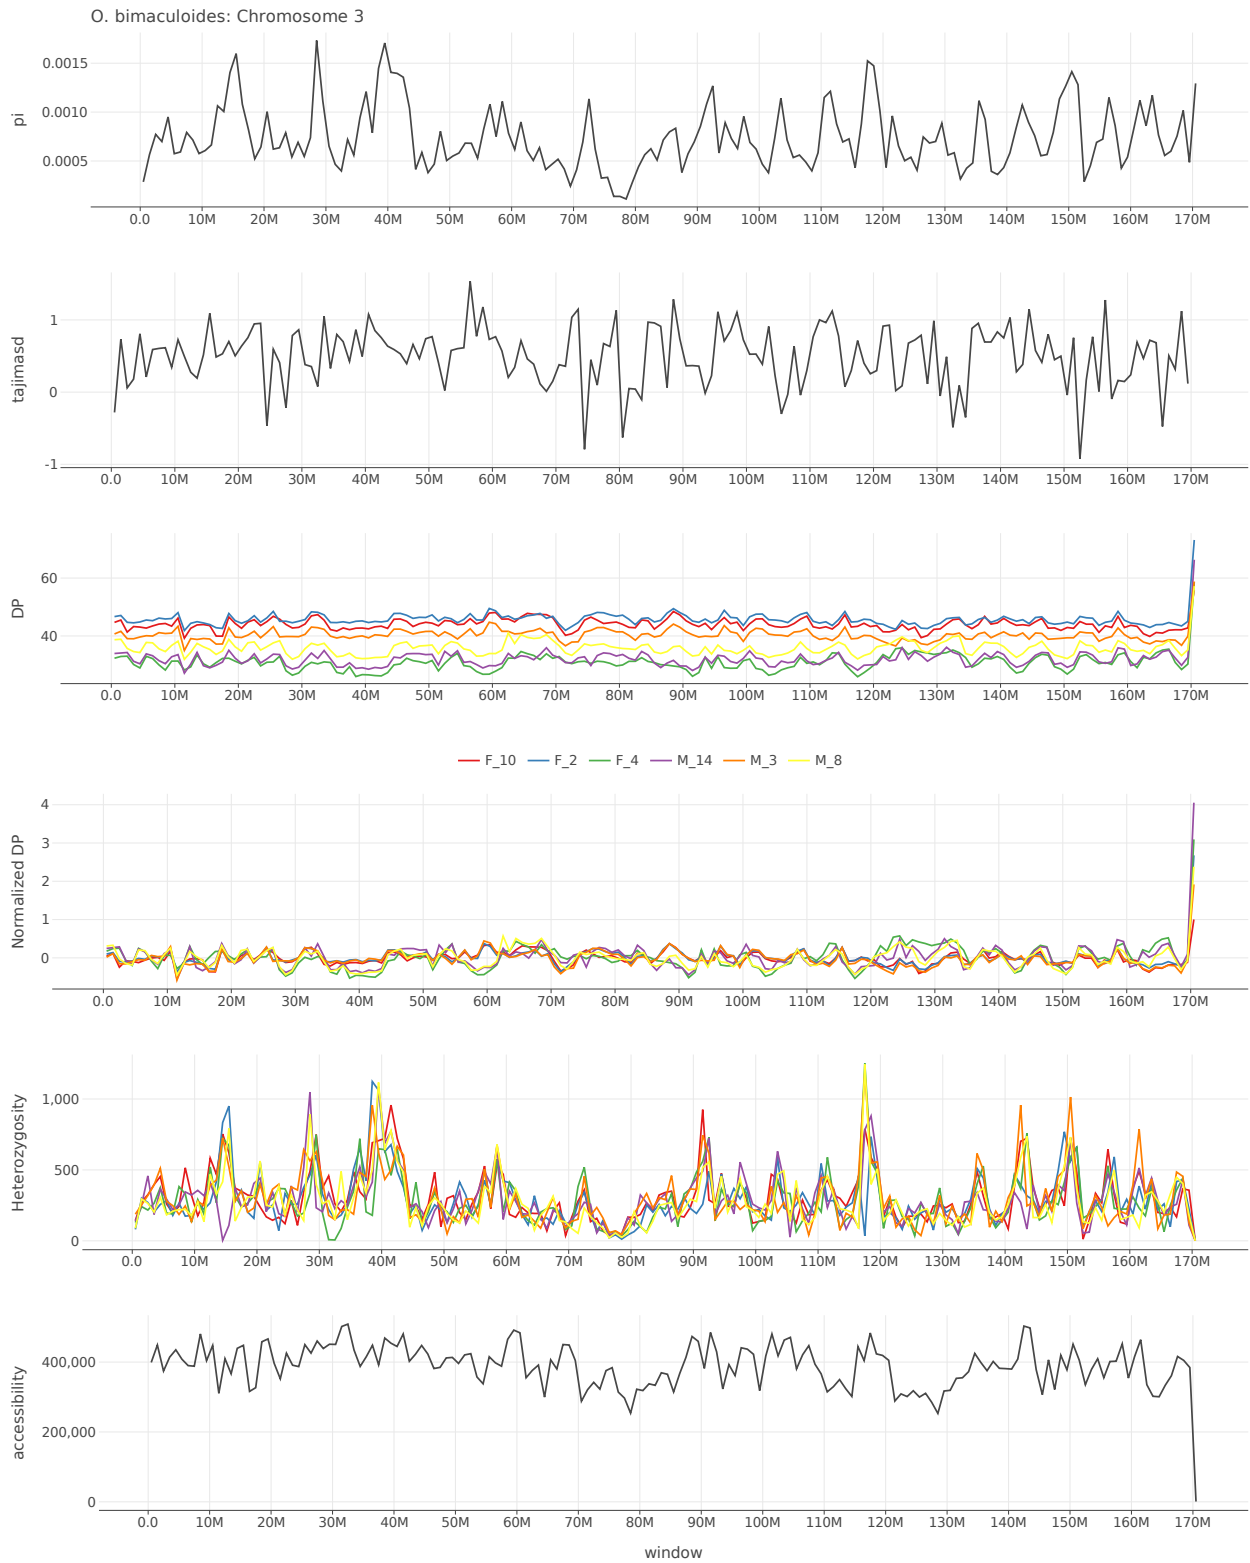 O. bimaculoides: Chromosome 3
pi
0.0015
0.0010
0.0005
0.0 10M 20M 30M 40M 50M 60M 70M 80M 90M 100M 110M 120M 130M 140M 150M 160M 170M
tajimasd
1
0
-1
0.0 10M 20M 30M 40M 50M 60M 70M 80M 90M 100M 110M 120M 130M 140M 150M 160M 170M
DP
60
40
0.0 10M 20M 30M 40M 50M 60M 70M 80M 90M 100M 110M 120M 130M 140M 150M 160M 170M
F_10 F_2 F_4 M_14 M_3 M_8
Normalized DP
4
3
2
1
0
0.0 10M 20M 30M 40M 50M 60M 70M 80M 90M 100M 110M 120M 130M 140M 150M 160M 170M
Heterozygosity
1,000
500
0
0.0 10M 20M 30M 40M 50M 60M 70M 80M 90M 100M 110M 120M 130M 140M 150M 160M 170M
accessibility
400,000
200,000
0
0.0 10M 20M 30M 40M 50M 60M 70M 80M 90M 100M 110M 120M 130M 140M 150M 160M 170M
window